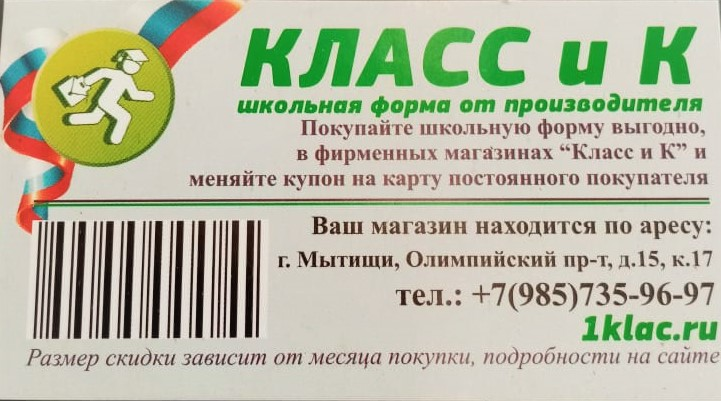 КЛАСС и К
школьная форма от производителя
Покупайте школьную форму выгодно,
в фирменных магазинах “Класс и К” и
меняйте купон на карту постоянного покупателя
Ваш магазин находится по аресу:
г. Мытищи, Олимпийский пр-т, д.15, к.17
тел.: +7(985)735-96-97
1klac.ru
Размер скидки зависит от месяца покупки, подробности на сайте